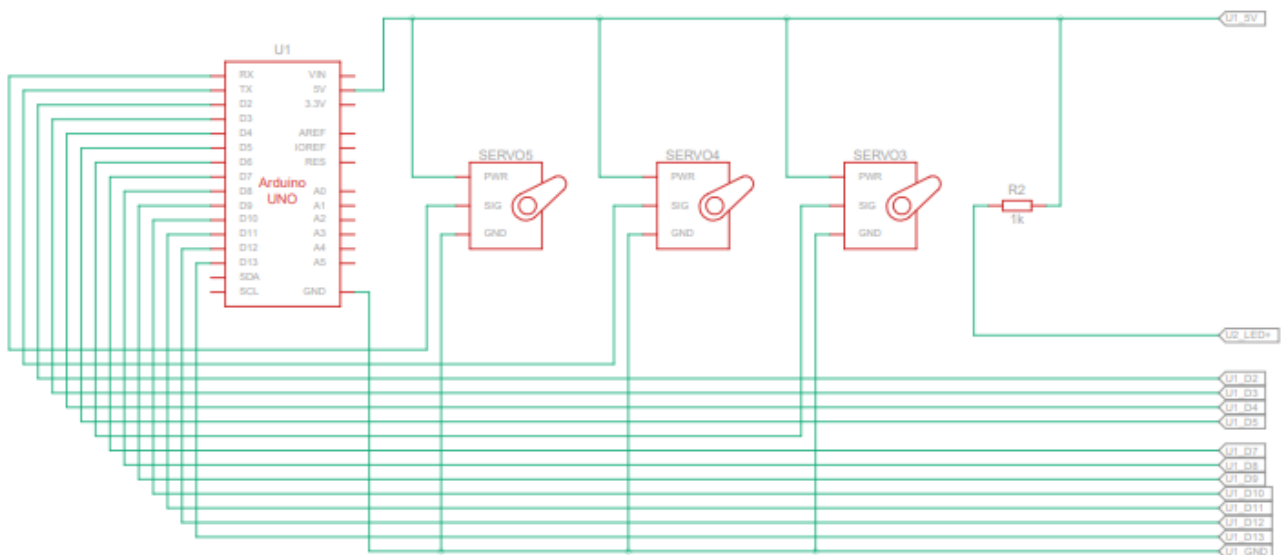 U1_5V
U1
RX VIN
TX 5V
D2 3.3V
D3
D4 AREF
D5 IOREF
D6 RES
D7
Arduino
UNO
D8 A0
D9 A1
D10 A2
D11 A3
D12 A4
D13 A5
SDA
SCL GND
SERVO5
PWR
SIG
GND
SERVO4
PWR
SIG
GND
SERVO3
PWR
SIG
GND
R2
1k
U2_LED+
U1_D2
U1_D3
U1_D4
U1_D5
U1_D7
U1_D8
U1_D9
U1_D10
U1_D11
U1_D12
U1_D13
U1_GND